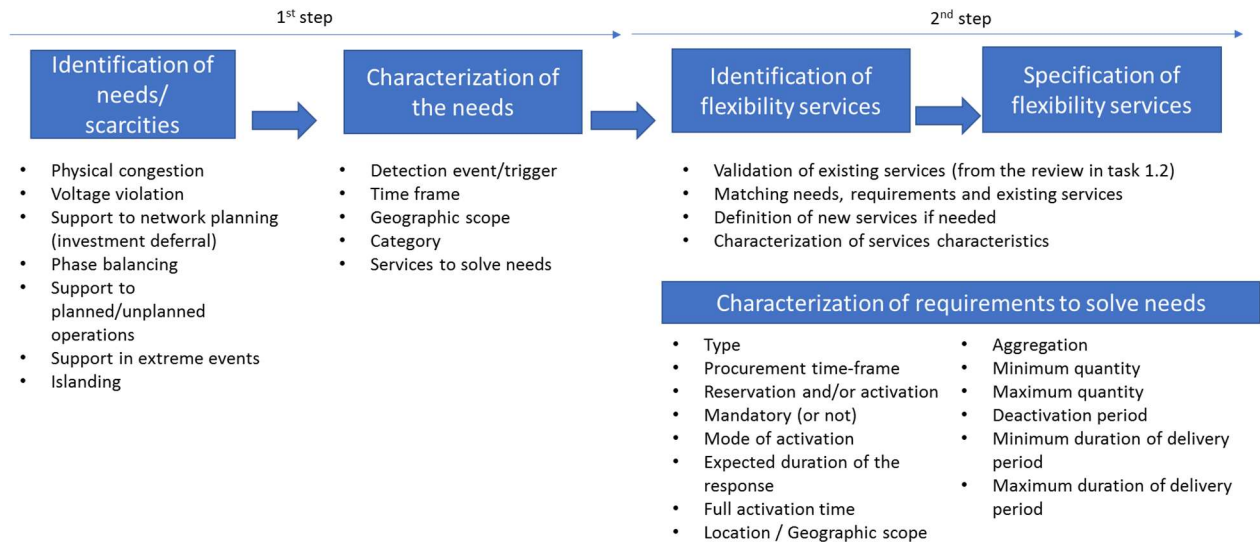 1st step
2nd step
Identification of
needs/
scarcities
Characterization of
the needs
Identification of
flexibility services
Specification of
flexibility services
• Physical congestion
• Voltage violation
• Support to network planning
(investment deferral)
• Phase balancing
• Support to
planned/unplanned
operations
• Support in extreme events
• Islanding
• Detection event/trigger
• Time frame
• Geographic scope
• Category
• Services to solve needs
• Validation of existing services (from the review in task 1.2)
• Matching needs, requirements and existing services
• Definition of new services if needed
• Characterization of services characteristics
Characterization of requirements to solve needs
• Type
• Procurement time-frame
• Reservation and/or activation
• Mandatory (or not)
• Mode of activation
• Expected duration of the
response
• Full activation time
• Location / Geographic scope
• Aggregation
• Minimum quantity
• Maximum quantity
• Deactivation period
• Minimum duration of delivery
period
• Maximum duration of delivery
period